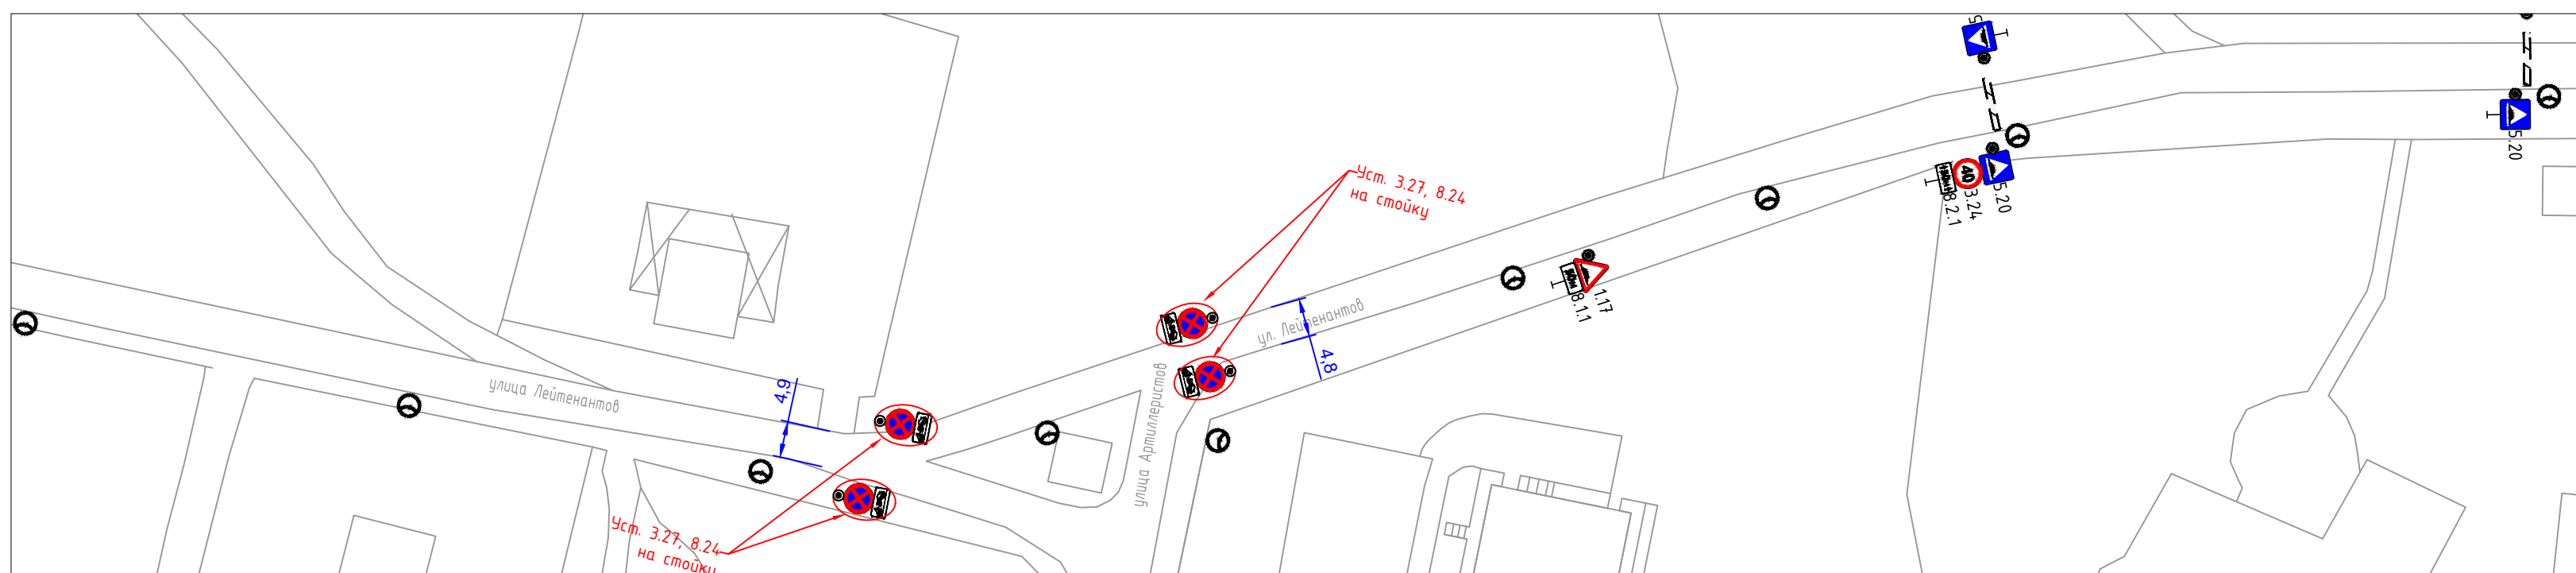 5.20
Уст. 3.27, 8.24
на стойку
40
3.24
8.2.1
5.20
50м
1.17
8.1.1
ул. Лейтенантов
4,8
улица Артиллеристов
улица Лейтенантов
4,9
Уст. 3.27, 8.24
на стойку